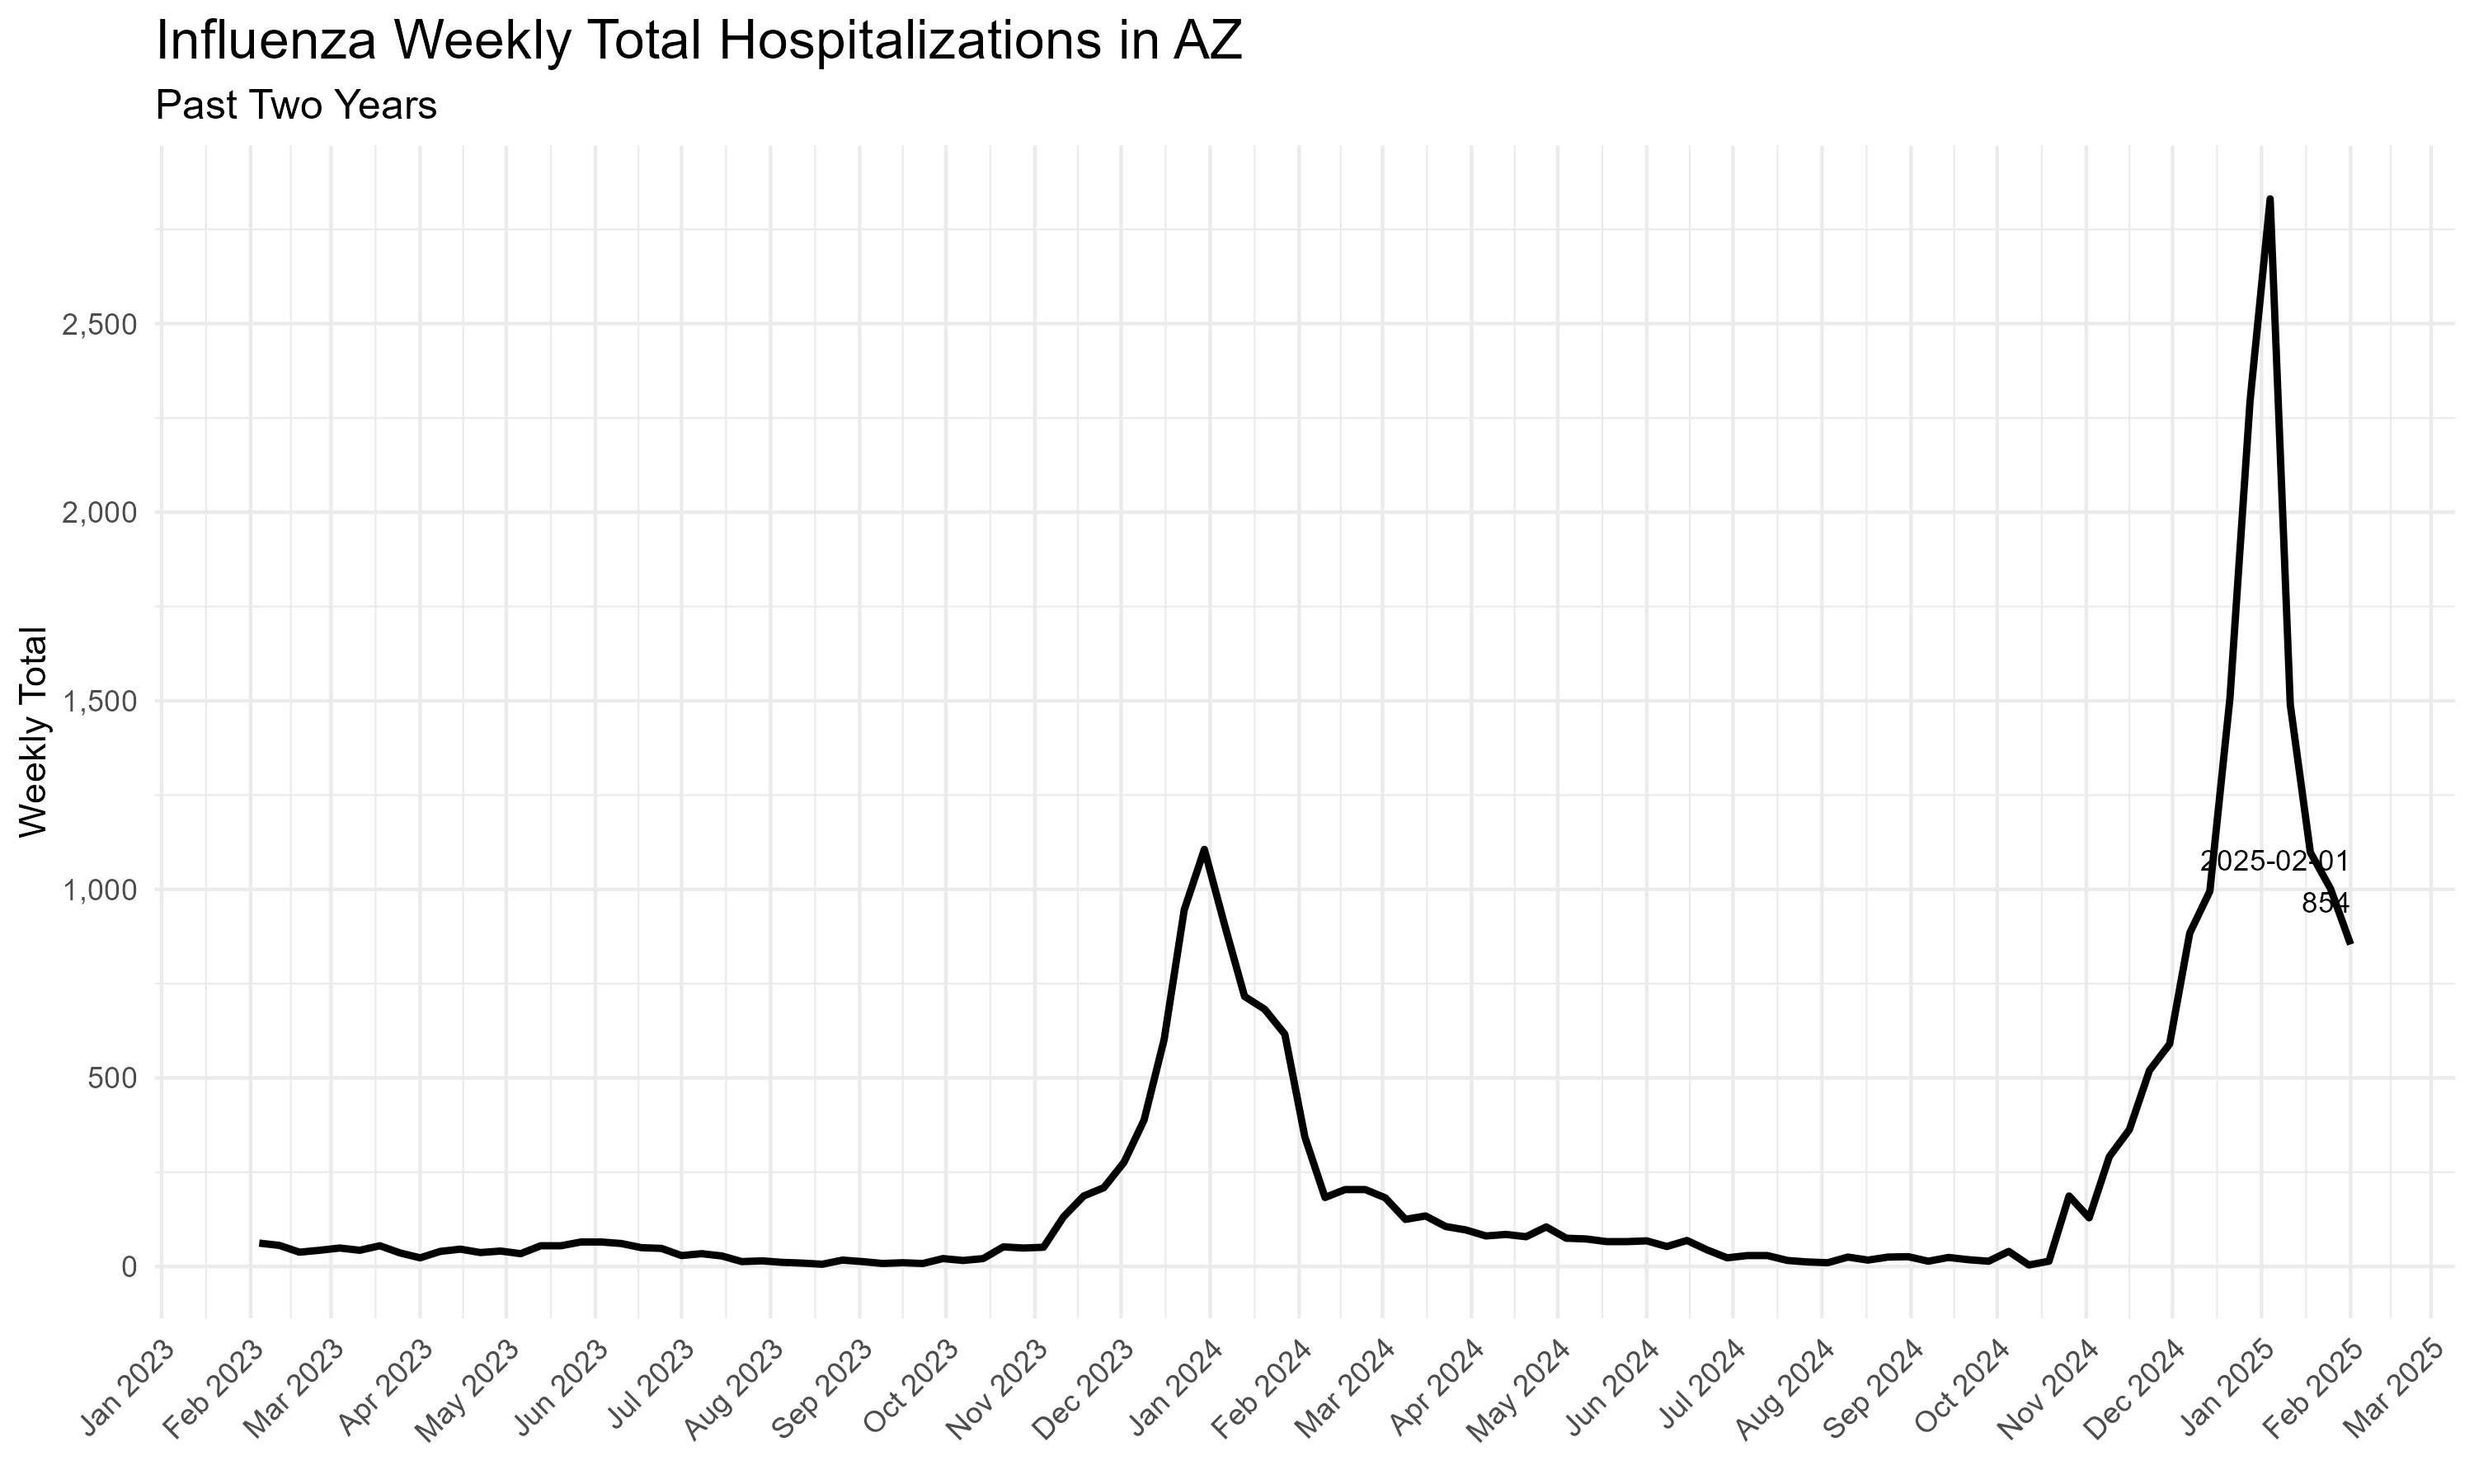 Influenza Weekly Total Hospitalizations in AZ
Past Two Years
Weekly Total
2,500
2,000
1,500
1,000
500
0
2025-02-01
854
Jan 2023
Feb 2023
Mar 2023
Apr 2023
May 2023
Jun 2023
Jul 2023
Aug 2023
Sep 2023
Oct 2023
Nov 2023
Dec 2023
Jan 2024
Feb 2024
Mar 2024
Apr 2024
May 2024
Jun 2024
Jul 2024
Aug 2024
Sep 2024
Oct 2024
Nov 2024
Dec 2024
Jan 2025
Feb 2025
Mar 2025